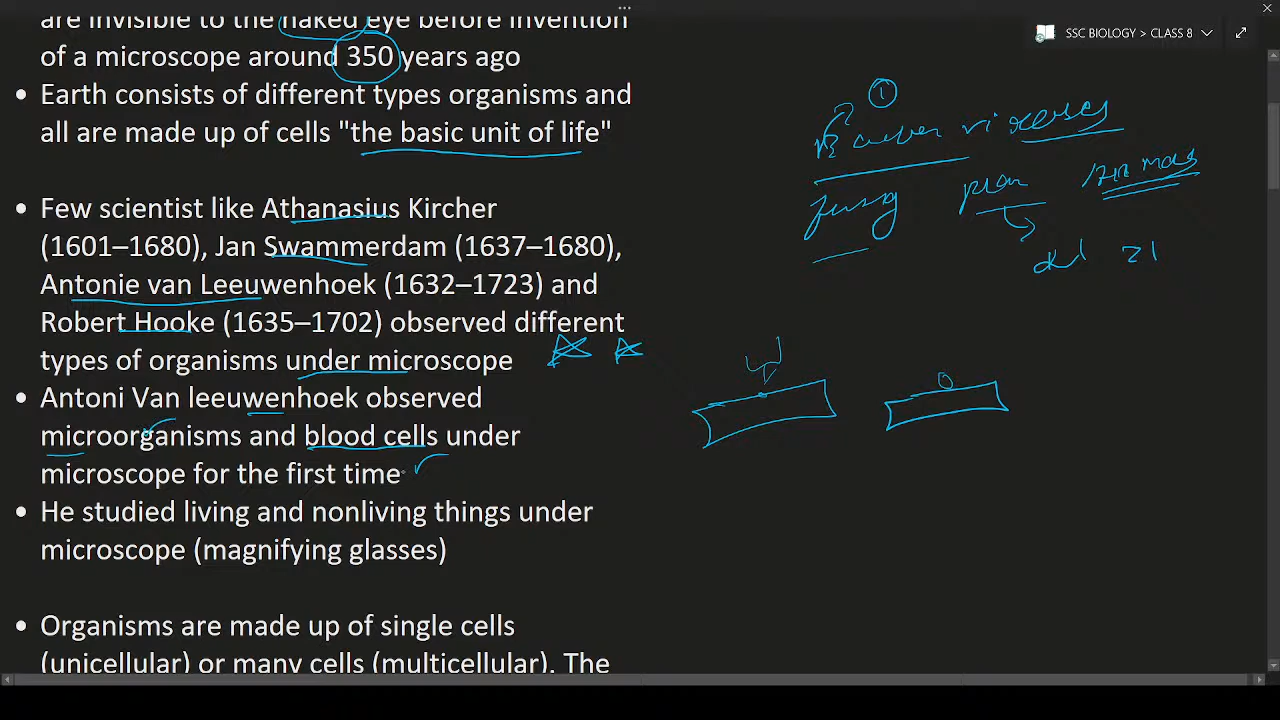 are invisible to the naked eye before invention
of a microscope around 350 years ago
• Earth consists of different types organisms and
all are made up of cells "the basic unit of life"
• Few scientist like Athanasius Kircher
(1601–1680), Jan Swammerdam (1637–1680),
Antonie van Leeuwenhoek (1632–1723) and
Robert Hooke (1635–1702) observed different
types of organisms under microscope
• Antoni Van leeuwenhoek observed
microorganisms and blood cells under
microscope for the first time
• He studied living and nonliving things under
microscope (magnifying glasses)
• Organisms are made up of single cells
(unicellular) or many cells (multicellular). The
SSC BIOLOGY > CLASS 8
1